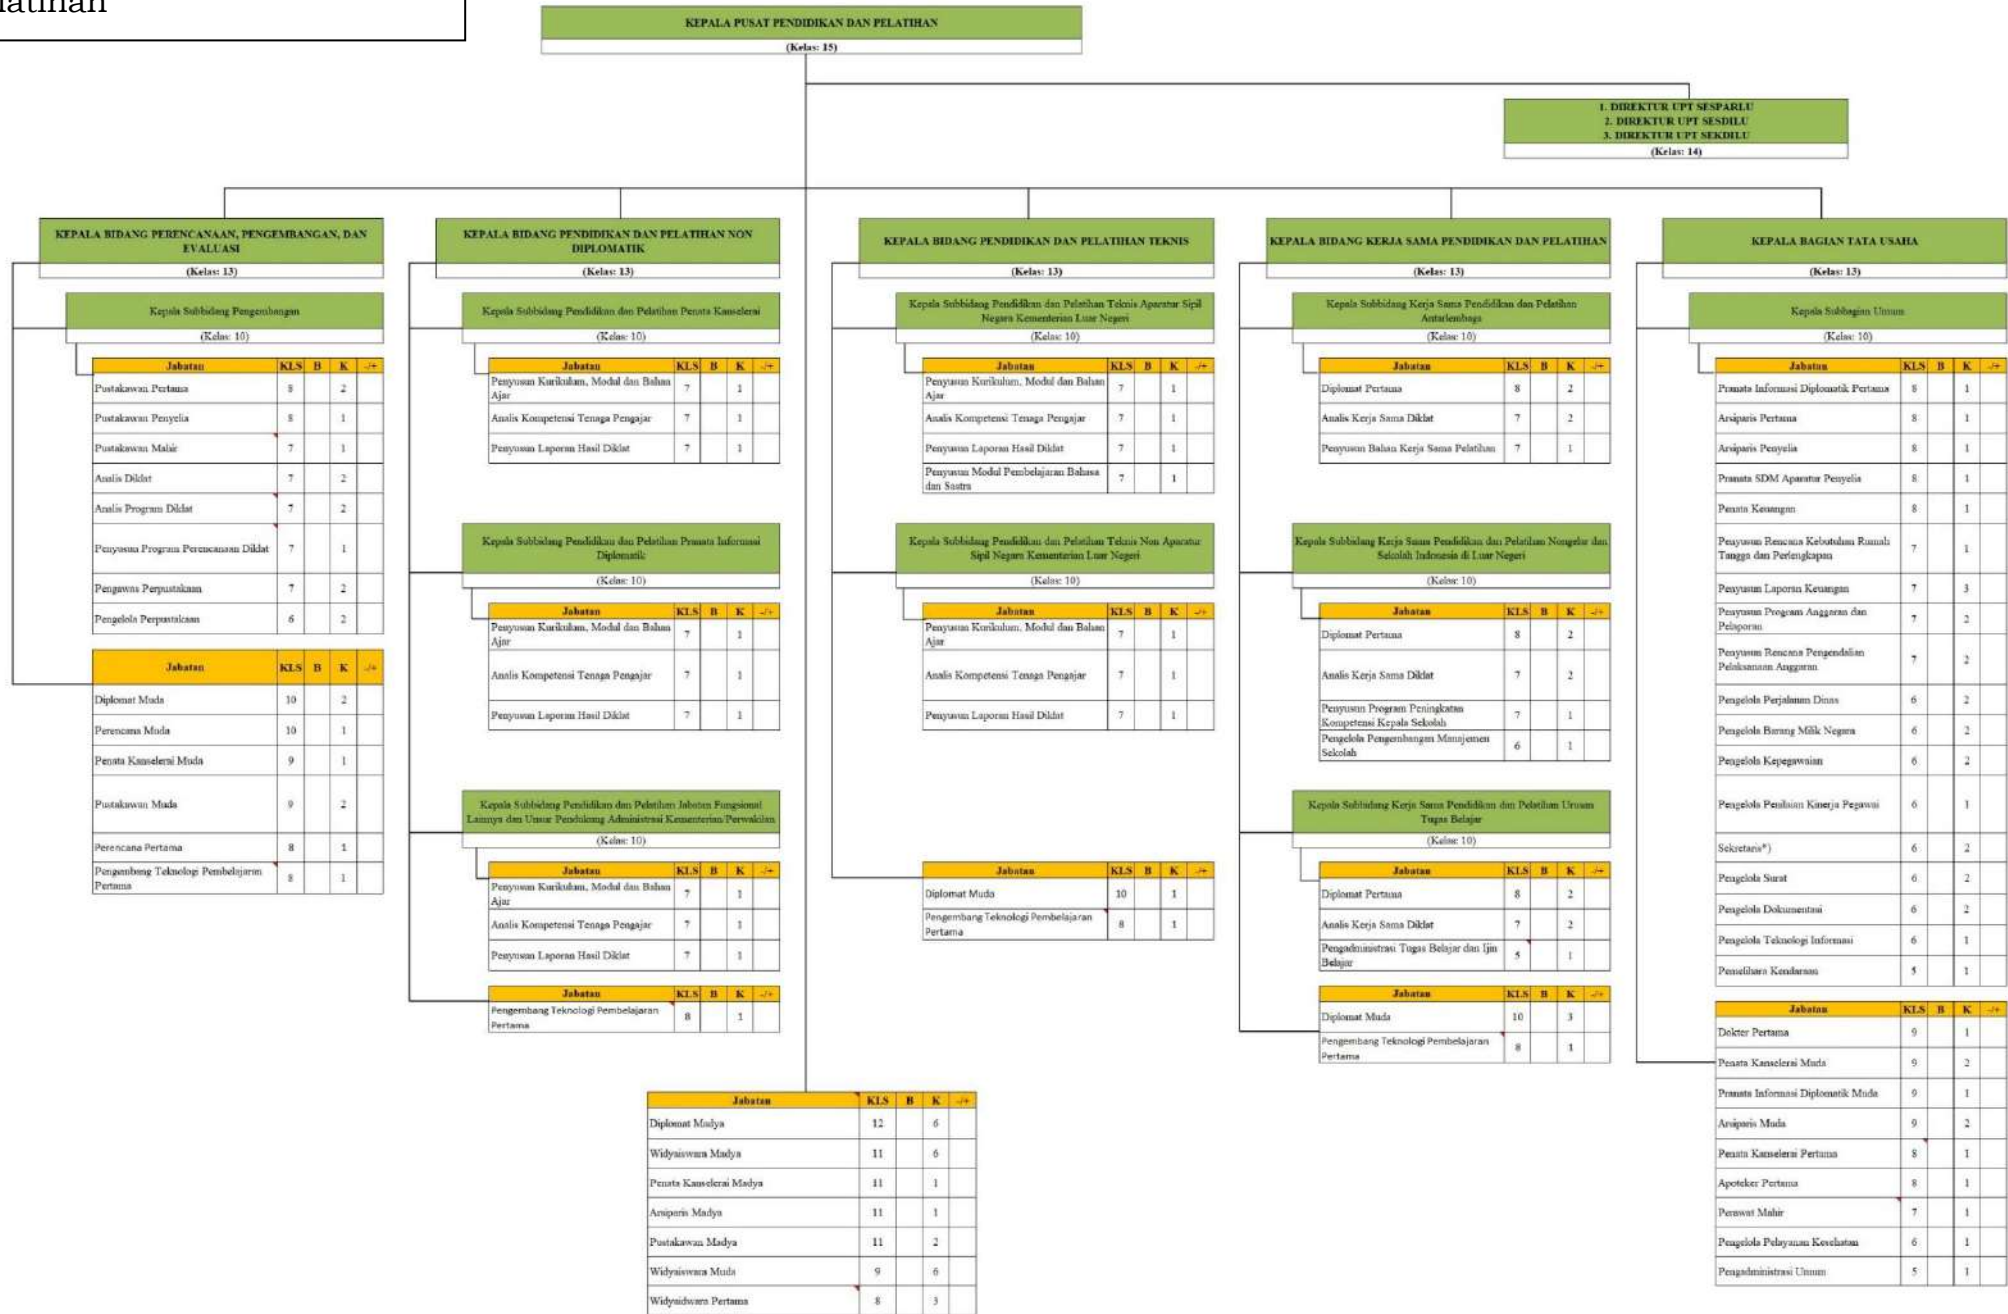 latihan
KEPALA PUSAT PENDIDIKAN DAN PELATIHAN
(Kelas: 15)
1. DIREKTUR UPT SESPARLU
2. DIREKTUR UPT SESDILU
3. DIREKTUR UPT SEKDILU
(Kelas: 14)
KEPALA BIDANG PERENCANAAN, PENGEMBANGAN, DAN
EVALUASI
(Kelas: 13)
Kepala Subbidang Pengembangan
(Kelas: 10)
Jabatan KLS B K -/+
Pustakawan Pertama 8 2
Pustakawan Penyelia 8 1
Pustakawan Mahir 7 1
Analis Diklat 7 2
Analis Program Diklat 7 2
Penyusun Program Perencanaan Diklat 7 1
Pengawas Perpustakaan 7 2
Pengelola Perpustakaan 6 2
Jabatan KLS B K -/+
Diplomat Muda 10 2
Perencana Muda 10 1
Penata Kanselerai Muda 9 1
Pustakawan Muda 9 2
Perencana Pertama 8 1
Pengembang Teknologi Pembelajaran
Pertama 8 1
KEPALA BIDANG PENDIDIKAN DAN PELATIHAN NON
DIPLOMATIK
(Kelas: 13)
Kepala Subbidang Pendidikan dan Pelatihan Penata Kanselerai
(Kelas: 10)
Jabatan KLS B K -/+
Penyusun Kurikulum, Modul dan Bahan
Ajar 7 1
Analis Kompetensi Tenaga Pengajar 7 1
Penyusun Laporan Hasil Diklat 7 1
Kepala Subbidang Pendidikan dan Pelatihan Pranata Informasi
Diplomatik
(Kelas: 10)
Jabatan KLS B K -/+
Penyusun Kurikulum, Modul dan Bahan
Ajar 7 1
Analis Kompetensi Tenaga Pengajar 7 1
Penyusun Laporan Hasil Diklat 7 1
Kepala Subbidang Pendidikan dan Pelatihan Jabatan Fungsional
Lainnya dan Unsur Pendukung Administrasi Kementerian/Perwakilan
(Kelas: 10)
Jabatan KLS B K -/+
Penyusun Kurikulum, Modul dan Bahan
Ajar 7 1
Analis Kompetensi Tenaga Pengajar 7 1
Penyusun Laporan Hasil Diklat 7 1
Jabatan KLS B K -/+
Pengembang Teknologi Pembelajaran
Pertama 8 1
KEPALA BIDANG PENDIDIKAN DAN PELATIHAN TEKNIS
(Kelas: 13)
Kepala Subbidang Pendidikan dan Pelatihan Teknis Aparatur Sipil
Negara Kementerian Luar Negeri
(Kelas: 10)
Jabatan KLS B K -/+
Penyusun Kurikulum, Modul dan Bahan
Ajar 7 1
Analis Kompetensi Tenaga Pengajar 7 1
Penyusun Laporan Hasil Diklat 7 1
Penyusun Modul Pembelajaran Bahasa
dan Sastra 7 1
Kepala Subbidang Pendidikan dan Pelatihan Teknis Non Aparatur
Sipil Negara Kementerian Luar Negeri
(Kelas: 10)
Jabatan KLS B K -/+
Penyusun Kurikulum, Modul dan Bahan
Ajar 7 1
Analis Kompetensi Tenaga Pengajar 7 1
Penyusun Laporan Hasil Diklat 7 1
Jabatan KLS B K -/+
Diplomat Muda 10 1
Pengembang Teknologi Pembelajaran
Pertama 8 1
KEPALA BIDANG KERJA SAMA PENDIDIKAN DAN PELATIHAN
(Kelas: 13)
Kepala Subbidang Kerja Sama Pendidikan dan Pelatihan
Antarlembaga
(Kelas: 10)
Jabatan KLS B K -/+
Diplomat Pertama 8 2
Analis Kerja Sama Diklat 7 2
Penyusun Bahan Kerja Sama Pelatihan 7 1
Kepala Subbidang Kerja Sama Pendidikan dan Pelatihan Nongelar dan
Sekolah Indonesia di Luar Negeri
(Kelas: 10)
Jabatan KLS B K -/+
Diplomat Pertama 8 2
Analis Kerja Sama Diklat 7 2
Penyusun Program Peningkatan
Kompetensi Kepala Sekolah 7 1
Pengelola Pengembangan Manajemen
Sekolah 6 1
Kepala Subbidang Kerja Sama Pendidikan dan Pelatihan Urusan
Tugas Belajar
(Kelas: 10)
Jabatan KLS B K -/+
Diplomat Pertama 8 2
Analis Kerja Sama Diklat 7 2
Pengadministrasi Tugas Belajar dan Ijin
Belajar 5 1
Jabatan KLS B K -/+
Diplomat Muda 10 3
Pengembang Teknologi Pembelajaran
Pertama 8 1
KEPALA BAGIAN TATA USAHA
(Kelas: 13)
Kepala Subbagian Umum
(Kelas: 10)
Jabatan KLS B K -/+
Pranata Informasi Diplomatik Pertama 8 1
Arsiparis Pertama 8 1
Arsiparis Penyelia 8 1
Pranata SDM Aparatur Penyelia 8 1
Penata Keuangan 8 1
Penyusun Rencana Kebutuhan Rumah
Tangga dan Perlengkapan 7 1
Penyusun Laporan Keuangan 7 3
Penyusun Program Anggaran dan
Pelaporan 7 2
Penyusun Rencana Pengendalian
Pelaksanaan Anggaran 7 2
Pengelola Perjalanan Dinas 6 2
Pengelola Barang Milik Negara 6 2
Pengelola Kepegawaian 6 2
Pengelola Penilaian Kinerja Pegawai 6 1
Sekretaris*) 6 2
Pengelola Surat 6 2
Pengelola Dokumentasi 6 2
Pengelola Teknologi Informasi 6 1
Pemelihara Kendaraan 5 1
Jabatan KLS B K -/+
Dokter Pertama 9 1
Penata Kanselerai Muda 9 2
Pranata Informasi Diplomatik Muda 9 1
Arsiparis Muda 9 2
Penata Kanselerai Pertama 8 1
Apoteker Pertama 8 1
Perawat Mahir 7 1
Pengelola Pelayanan Kesehatan 6 1
Pengadministrasi Umum 5 1
Jabatan KLS B K -/+
Diplomat Madya 12 6
Widyaiswara Madya 11 6
Penata Kanselerai Madya 11 1
Arsiparis Madya 11 1
Pustakawan Madya 11 2
Widyaiswara Muda 9 6
Widyaidwara Pertama 8 3